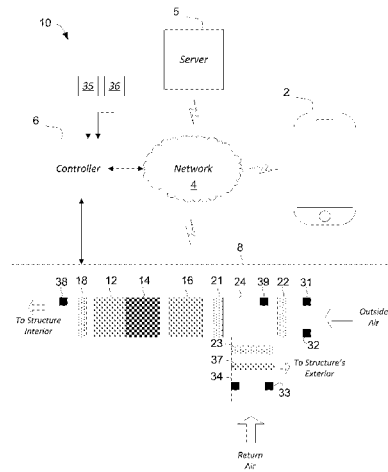 10
5
Server
35 36
2
6
Controller
Network
4
8
38 18 12 14 16 21 24 39 22 31
To Structure
Interior
Outside
Air
32
23
37
To Structure's
Exterior
34
33
Return
Air